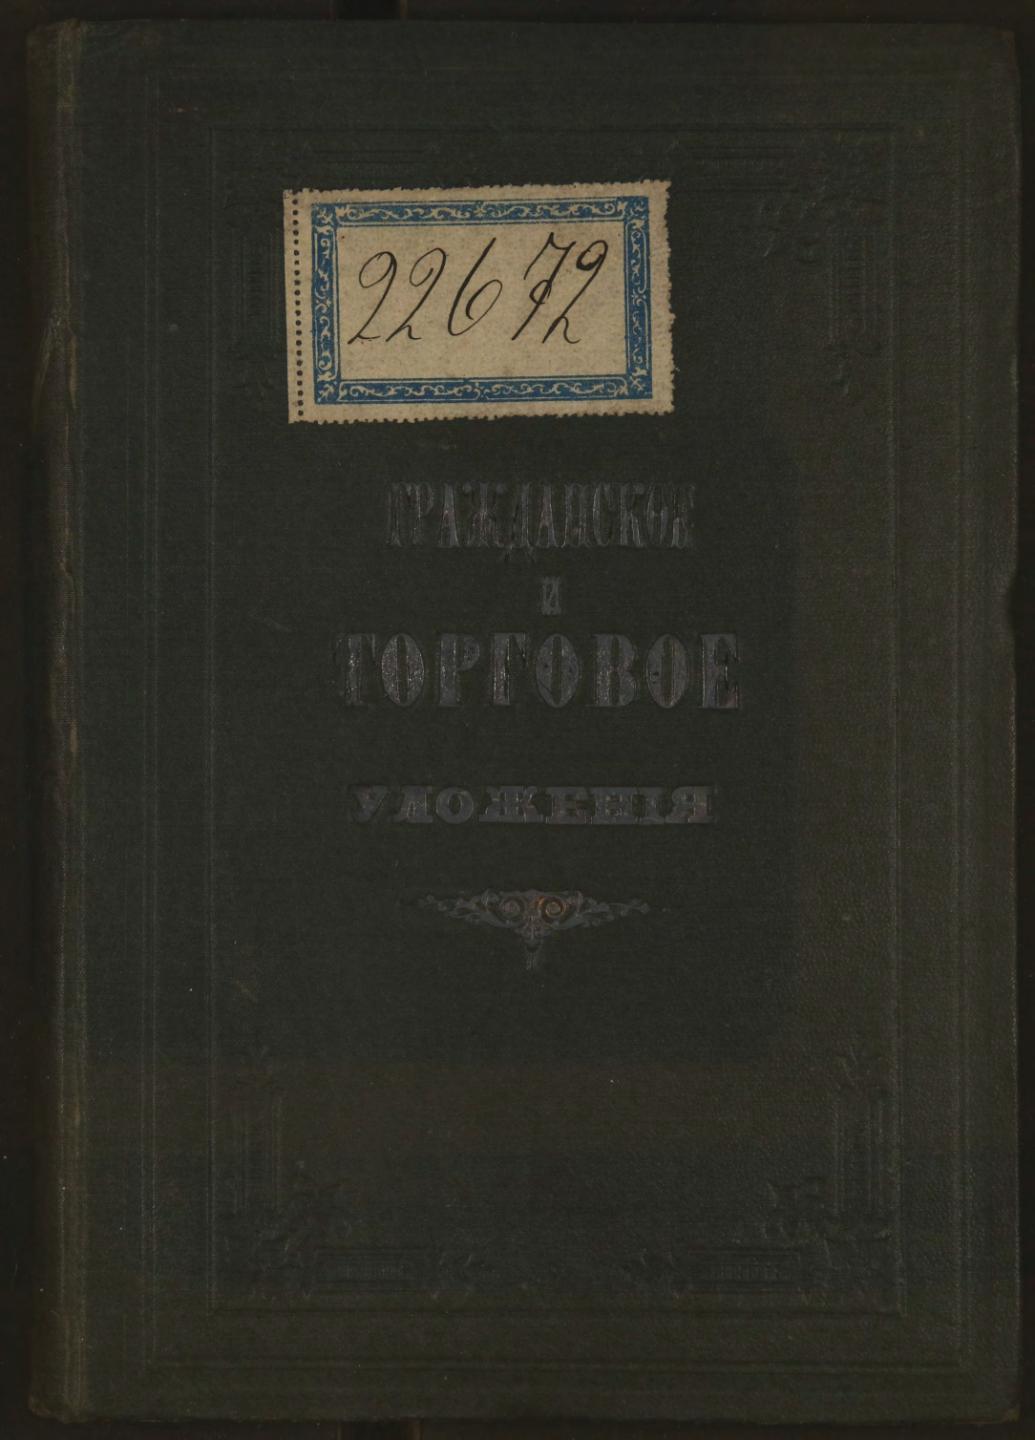 22672
ГРАЖДАНСКОЕ
И
ТОРГОВОЕ
УЛОЖЕНІЯ